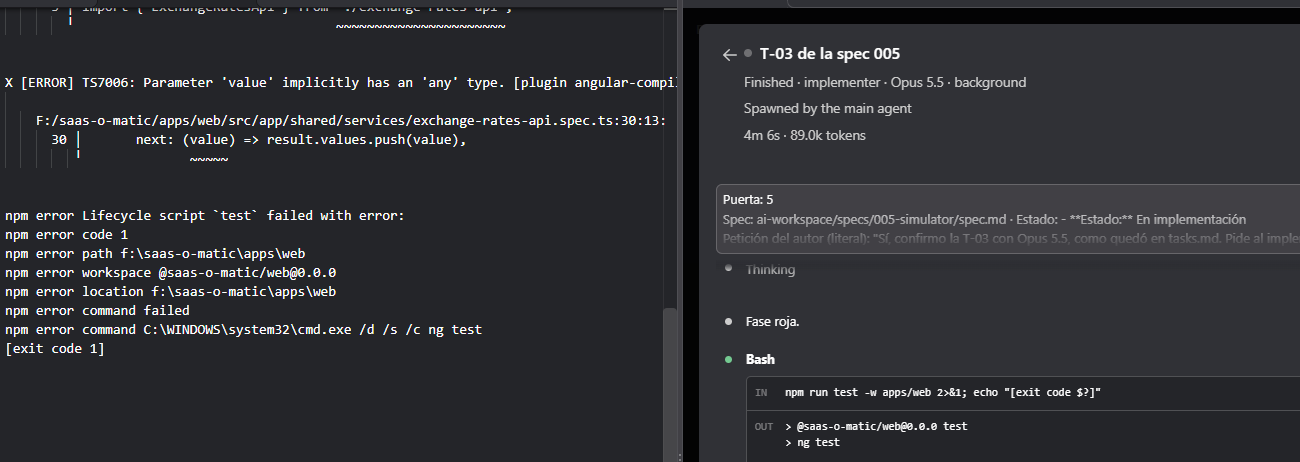 5 | import { ExchangeRatesApi } from './exchange-rates-api';
~~~~~~~~~~~~~~~~~~~~~~
X [ERROR] TS7006: Parameter 'value' implicitly has an 'any' type. [plugin angular-compil
F:/saas-o-matic/apps/web/src/app/shared/services/exchange-rates-api.spec.ts:30:13:
30 │ next: (value) => result.values.push(value),
~~~~~
npm error Lifecycle script `test` failed with error:
npm error code 1
npm error path f:\saas-o-matic\apps\web
npm error workspace @saas-o-matic/web@0.0.0
npm error location f:\saas-o-matic\apps\web
npm error command failed
npm error command C:\WINDOWS\system32\cmd.exe /d /s /c ng test
[exit code 1]
← T-03 de la spec 005
Finished · implementer · Opus 5.5 · background
Spawned by the main agent
4m 6s · 89.0k tokens
Puerta: 5
Spec: ai-workspace/specs/005-simulator/spec.md · Estado: - **Estado:** En implementación
Petición del autor (literal): "Sí, confirmo la T-03 con Opus 5.5, como quedó en tasks.md. Pide al imple
Thinking
Fase roja.
Bash
IN npm run test -w apps/web 2>&1; echo "[exit code $?]"
OUT > @saas-o-matic/web@0.0.0 test
> ng test